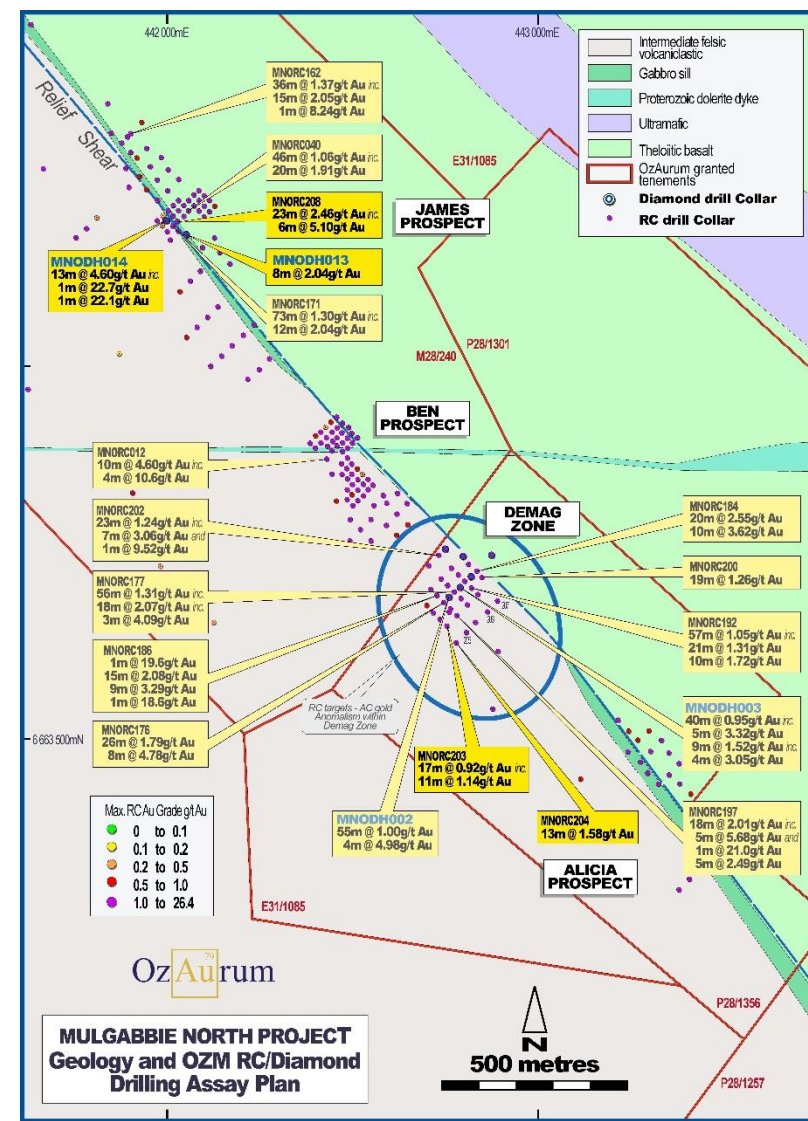 442 000mE
443 000mE
Intermediate felsic
volcaniclastic
Gabbro sill
Proterozoic dolerite dyke
Ultramafic
Theloiitic basalt
OzAurum granted
tenements
Diamond drill Collar
RC drill Collar
Relief Shear
MNORC162
36m @ 1.37g/t Au inc.
15m @ 2.05g/t Au
1m @ 8.24g/t Au
MNORC040
46m @ 1.06g/t Au inc.
20m @ 1.91g/t Au
E31/1085
MNORC208
23m @ 2.46g/t Au inc.
6m @ 5.10g/t Au
JAMES
PROSPECT
MNODH014
13m @ 4.60g/t Au inc.
1m @ 22.7g/t Au
1m @ 22.1g/t Au
MNODH013
8m @ 2.04g/t Au
MNORC171
73m @ 1.30g/t Au inc.
12m @ 2.04g/t Au
M28/240
P28/1301
BEN
PROSPECT
MNORC012
10m @ 4.60g/t Au inc.
4m @ 10.6g/t Au
MNORC202
23m @ 1.24g/t Au inc.
7m @ 3.06g/t Au and
1m @ 9.52g/t Au
DEMAG
ZONE
MNORC184
20m @ 2.55g/t Au inc.
10m @ 3.62g/t Au
MNORC200
19m @ 1.26g/t Au
MNORC177
56m @ 1.31g/t Au inc.
18m @ 2.07g/t Au inc.
3m @ 4.09g/t Au
MNORC192
57m @ 1.05g/t Au inc.
21m @ 1.31g/t Au
10m @ 1.72g/t Au
MNORC186
1m @ 19.6g/t Au
15m @ 2.08g/t Au
9m @ 3.29g/t Au
1m @ 18.6g/t Au
MNODH003
40m @ 0.95g/t Au inc.
5m @ 3.32g/t Au
9m @ 1.52g/t Au inc.
4m @ 3.05g/t Au
RC targets - AC gold
Anomalism within
Demag Zone
MNORC176
26m @ 1.79g/t Au
8m @ 4.78g/t Au
6 663 500mN
MNORC203
17m @ 0.92g/t Au inc.
11m @ 1.14g/t Au
MNODH002
55m @ 1.00g/t Au
4m @ 4.98g/t Au
MNORC204
13m @ 1.58g/t Au
MNORC197
18m @ 2.01g/t Au inc.
5m @ 5.68g/t Au and
1m @ 21.0g/t Au
5m @ 2.49g/t Au
Max. RC Au Grade g/t Au
0 to 0.1
0.1 to 0.2
0.2 to 0.5
0.5 to 1.0
1.0 to 26.4
ALICIA
PROSPECT
E31/1085
79
OzAurum
P28/1356
P28/1257
MULGABBIE NORTH PROJECT
Geology and OZM RC/Diamond
Drilling Assay Plan
N
500 metres